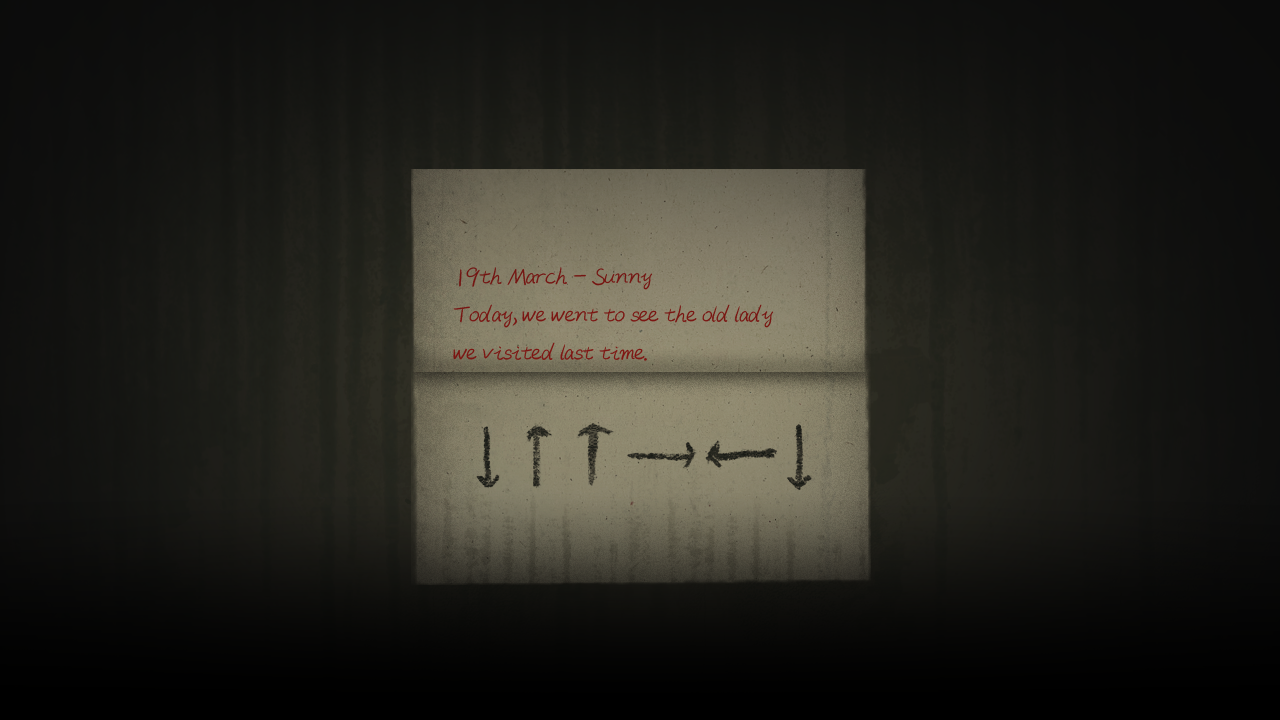 19th March - Sunny
Today, we went to see the old lady
we visited last time.
↓ ↑ ↑ → ← ↓